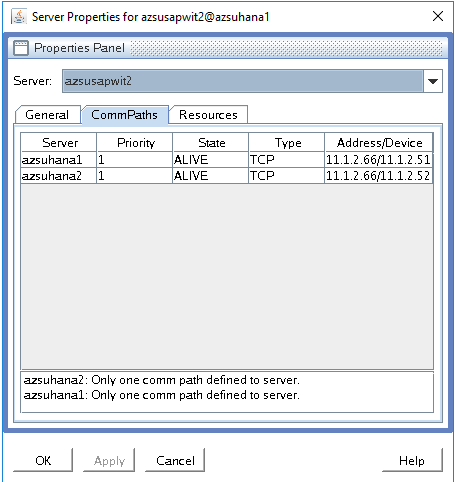 Server Properties for azsusapwit2@azsuhana1
Properties Panel
Server: azsusapwit2
General CommPaths Resources
Server Priority State Type Address/Device
azsuhana1 1 ALIVE TCP 11.1.2.66/11.1.2.51
azsuhana2 1 ALIVE TCP 11.1.2.66/11.1.2.52
azsuhana2: Only one comm path defined to server.
azsuhana1: Only one comm path defined to server.
OK Apply Cancel Help